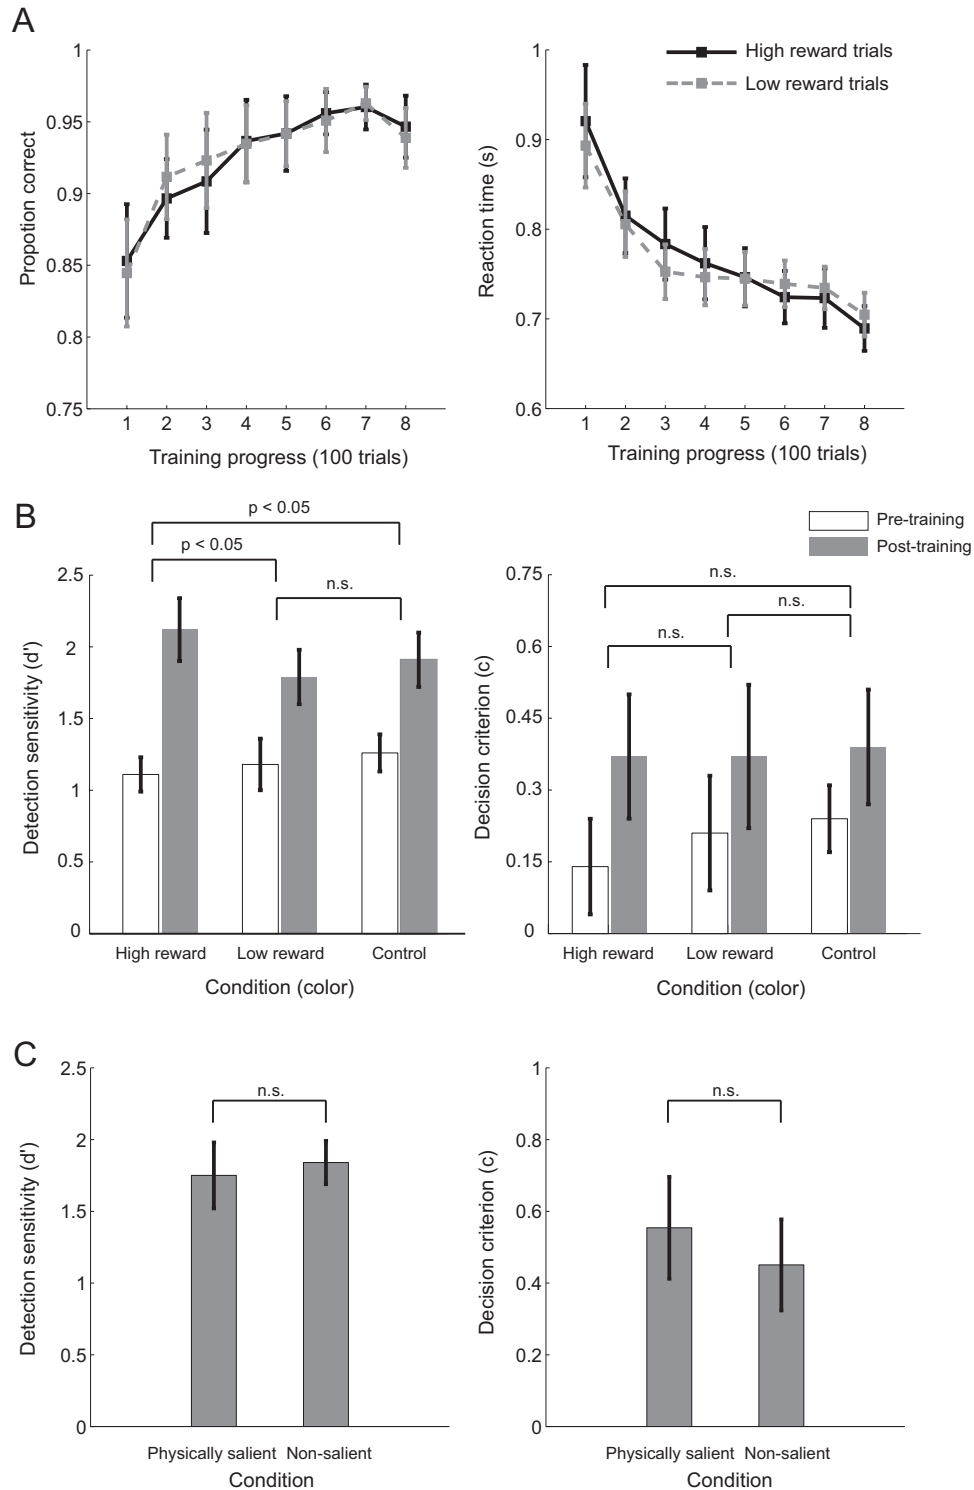 A
1
0.95
0.9
0.85
0.8
0.75
Propotion correct
1 2 3 4 5 6 7 8
Training progress (100 trials)
High reward trials
Low reward trials
1
0.9
0.8
0.7
0.6
Reaction time (s)
1 2 3 4 5 6 7 8
Training progress (100 trials)
B
p < 0.05
p < 0.05
n.s.
2.5
2
1.5
1
0.5
0
Detection sensitivity (d')
High reward Low reward Control
Condition (color)
Pre-training
Post-training
n.s.
n.s.
n.s.
0.75
0.6
0.45
0.3
0.15
0
Decision criterion (c)
High reward Low reward Control
Condition (color)
C
n.s.
2.5
2
1.5
1
0.5
0
Detection sensitivity (d')
Physically salient Non-salient
Condition
n.s.
1
0.8
0.6
0.4
0.2
0
Decision criterion (c)
Physically salient Non-salient
Condition